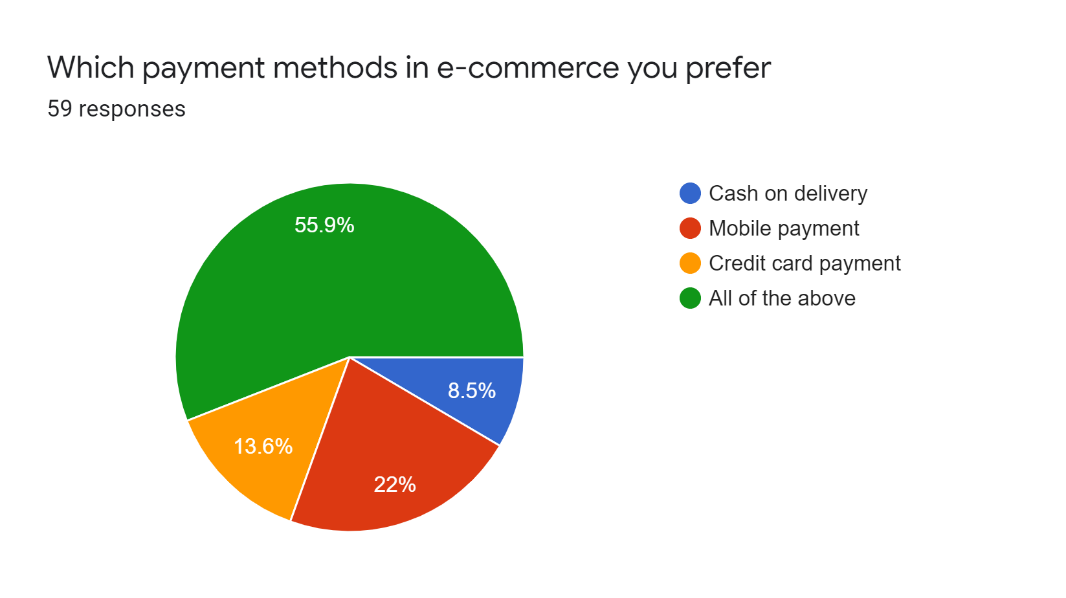 Which payment methods in e-commerce you prefer
59 responses
55.9%
8.5%
13.6%
22%
Cash on delivery
Mobile payment
Credit card payment
All of the above